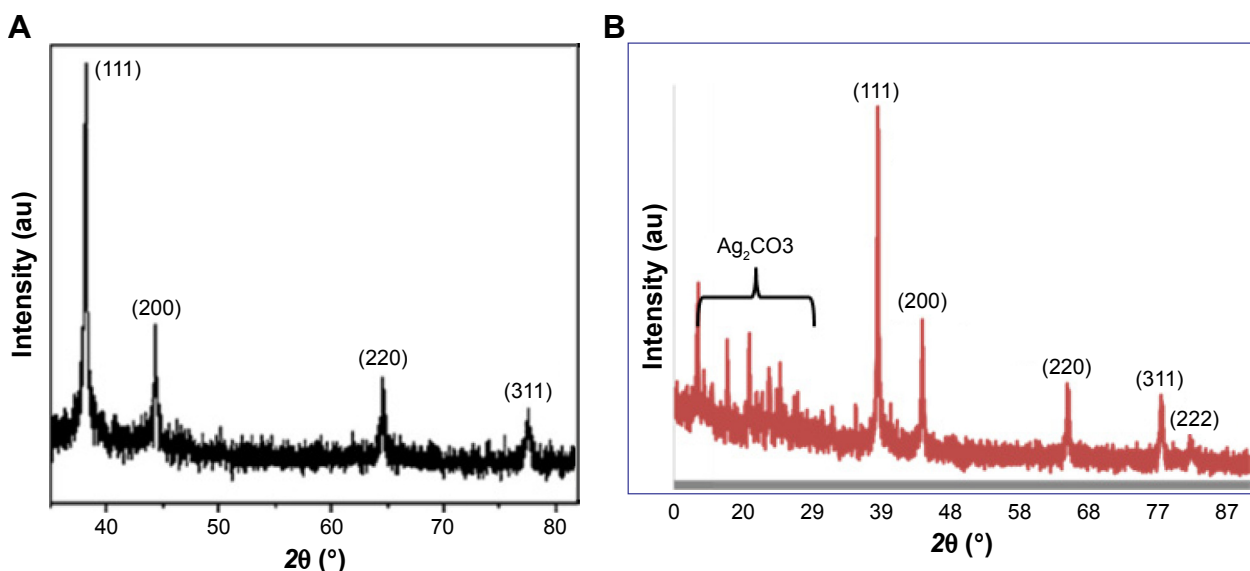 A
(111)
(200)
(220)
(311)
Intensity (au)
40 50 60 70 80
2θ (°)
B
(111)
Ag₂CO3
(200)
(220)
(311)
(222)
Intensity (au)
0 20 29 39 48 58 68 77 87
2θ (°)